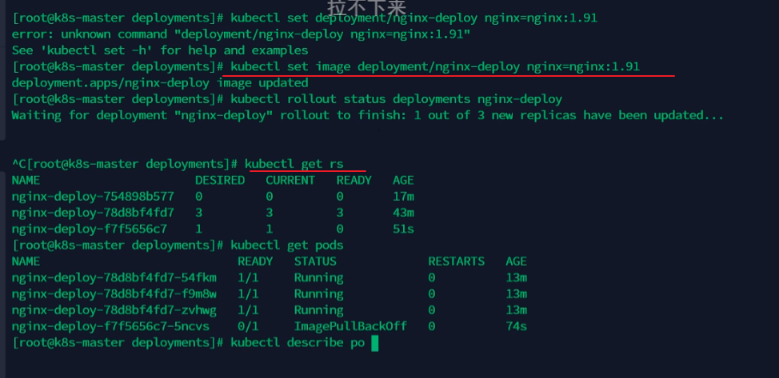 拉不下来
[root@k8s-master deployments]# kubectl set deployment/nginx-deploy nginx=nginx:1.91
error: unknown command "deployment/nginx-deploy nginx=nginx:1.91"
See 'kubectl set -h' for help and examples
[root@k8s-master deployments]# kubectl set image deployment/nginx-deploy nginx=nginx:1.91
deployment.apps/nginx-deploy image updated
[root@k8s-master deployments]# kubectl rollout status deployments nginx-deploy
Waiting for deployment "nginx-deploy" rollout to finish: 1 out of 3 new replicas have been updated...
^C[root@k8s-master deployments]# kubectl get rs
NAME DESIRED CURRENT READY AGE
nginx-deploy-754898b577 0 0 0 17m
nginx-deploy-78d8bf4fd7 3 3 3 43m
nginx-deploy-f7f5656c7 1 1 0 51s
[root@k8s-master deployments]# kubectl get pods
NAME READY STATUS RESTARTS AGE
nginx-deploy-78d8bf4fd7-54fkm 1/1 Running 0 13m
nginx-deploy-78d8bf4fd7-f9m8w 1/1 Running 0 13m
nginx-deploy-78d8bf4fd7-zvhwg 1/1 Running 0 13m
nginx-deploy-f7f5656c7-5ncvs 0/1 ImagePullBackOff 0 74s
[root@k8s-master deployments]# kubectl describe po